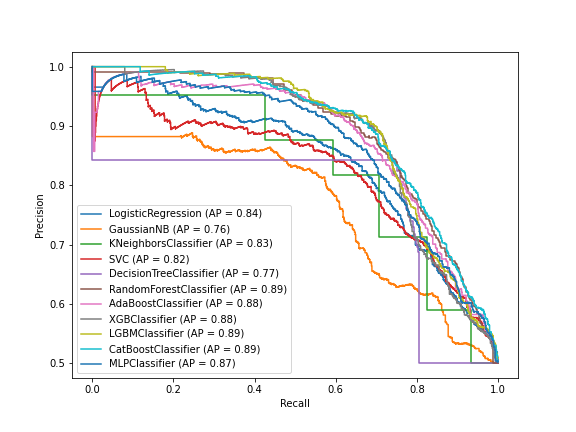 1.0
0.9
0.8
0.7
0.6
0.5
Precision
LogisticRegression (AP = 0.84)
GaussianNB (AP = 0.76)
KNeighborsClassifier (AP = 0.83)
SVC (AP = 0.82)
DecisionTreeClassifier (AP = 0.77)
RandomForestClassifier (AP = 0.89)
AdaBoostClassifier (AP = 0.88)
XGBClassifier (AP = 0.88)
LGBMClassifier (AP = 0.89)
CatBoostClassifier (AP = 0.89)
MLPClassifier (AP = 0.87)
0.0 0.2 0.4 0.6 0.8 1.0
Recall